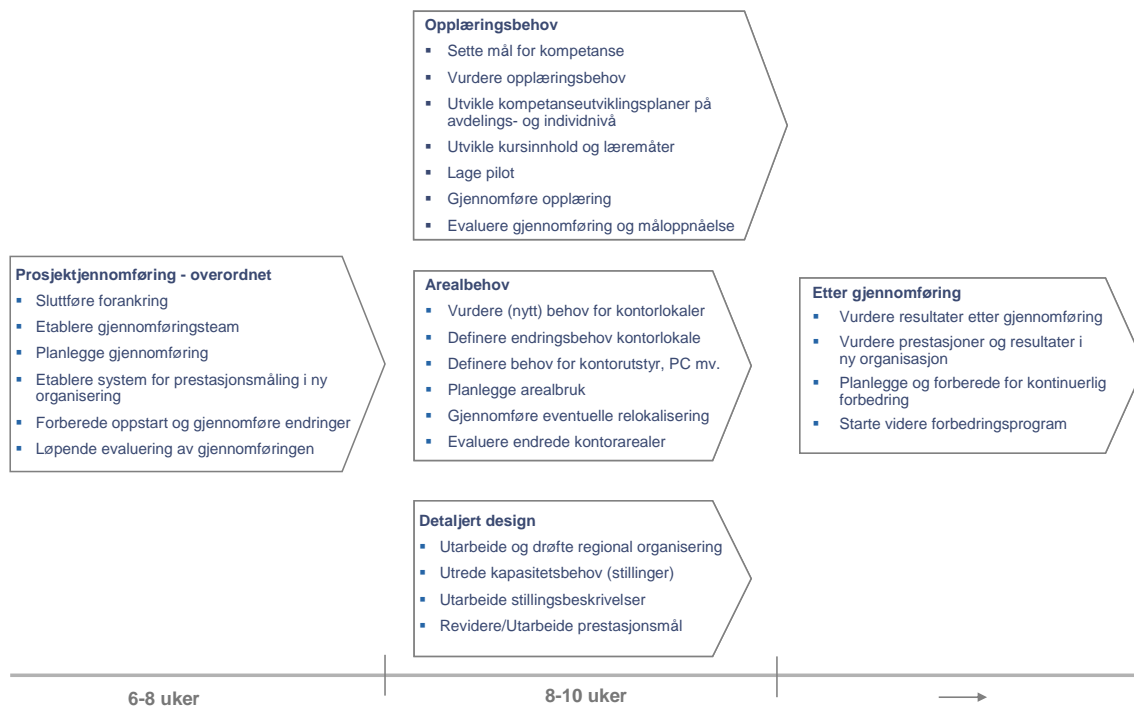 Opplæringsbehov
▪ Sette mål for kompetanse
▪ Vurdere opplæringsbehov
▪ Utvikle kompetanseutviklingsplaner på
avdelings- og individnivå
▪ Utvikle kursinnhold og læremåter
▪ Lage pilot
▪ Gjennomføre opplæring
▪ Evaluere gjennomføring og måloppnåelse
Prosjektjennomføring - overordnet
▪ Sluttføre forankring
▪ Etablere gjennomføringsteam
▪ Planlegge gjennomføring
▪ Etablere system for prestasjonsmåling i ny
organisering
▪ Forberede oppstart og gjennomføre endringer
▪ Løpende evaluering av gjennomføringen
Arealbehov
▪ Vurdere (nytt) behov for kontorlokaler
▪ Definere endringsbehov kontorlokale
▪ Definere behov for kontorutstyr, PC mv.
▪ Planlegge arealbruk
▪ Gjennomføre eventuelle relokalisering
▪ Evaluere endrede kontorarealer
Etter gjennomføring
▪ Vurdere resultater etter gjennomføring
▪ Vurdere prestasjoner og resultater i
ny organisasjon
▪ Planlegge og forberede for kontinuerlig
forbedring
▪ Starte videre forbedringsprogram
Detaljert design
▪ Utarbeide og drøfte regional organisering
▪ Utrede kapasitetsbehov (stillinger)
▪ Utarbeide stillingsbeskrivelser
▪ Revidere/Utarbeide prestasjonsmål
6-8 uker
8-10 uker